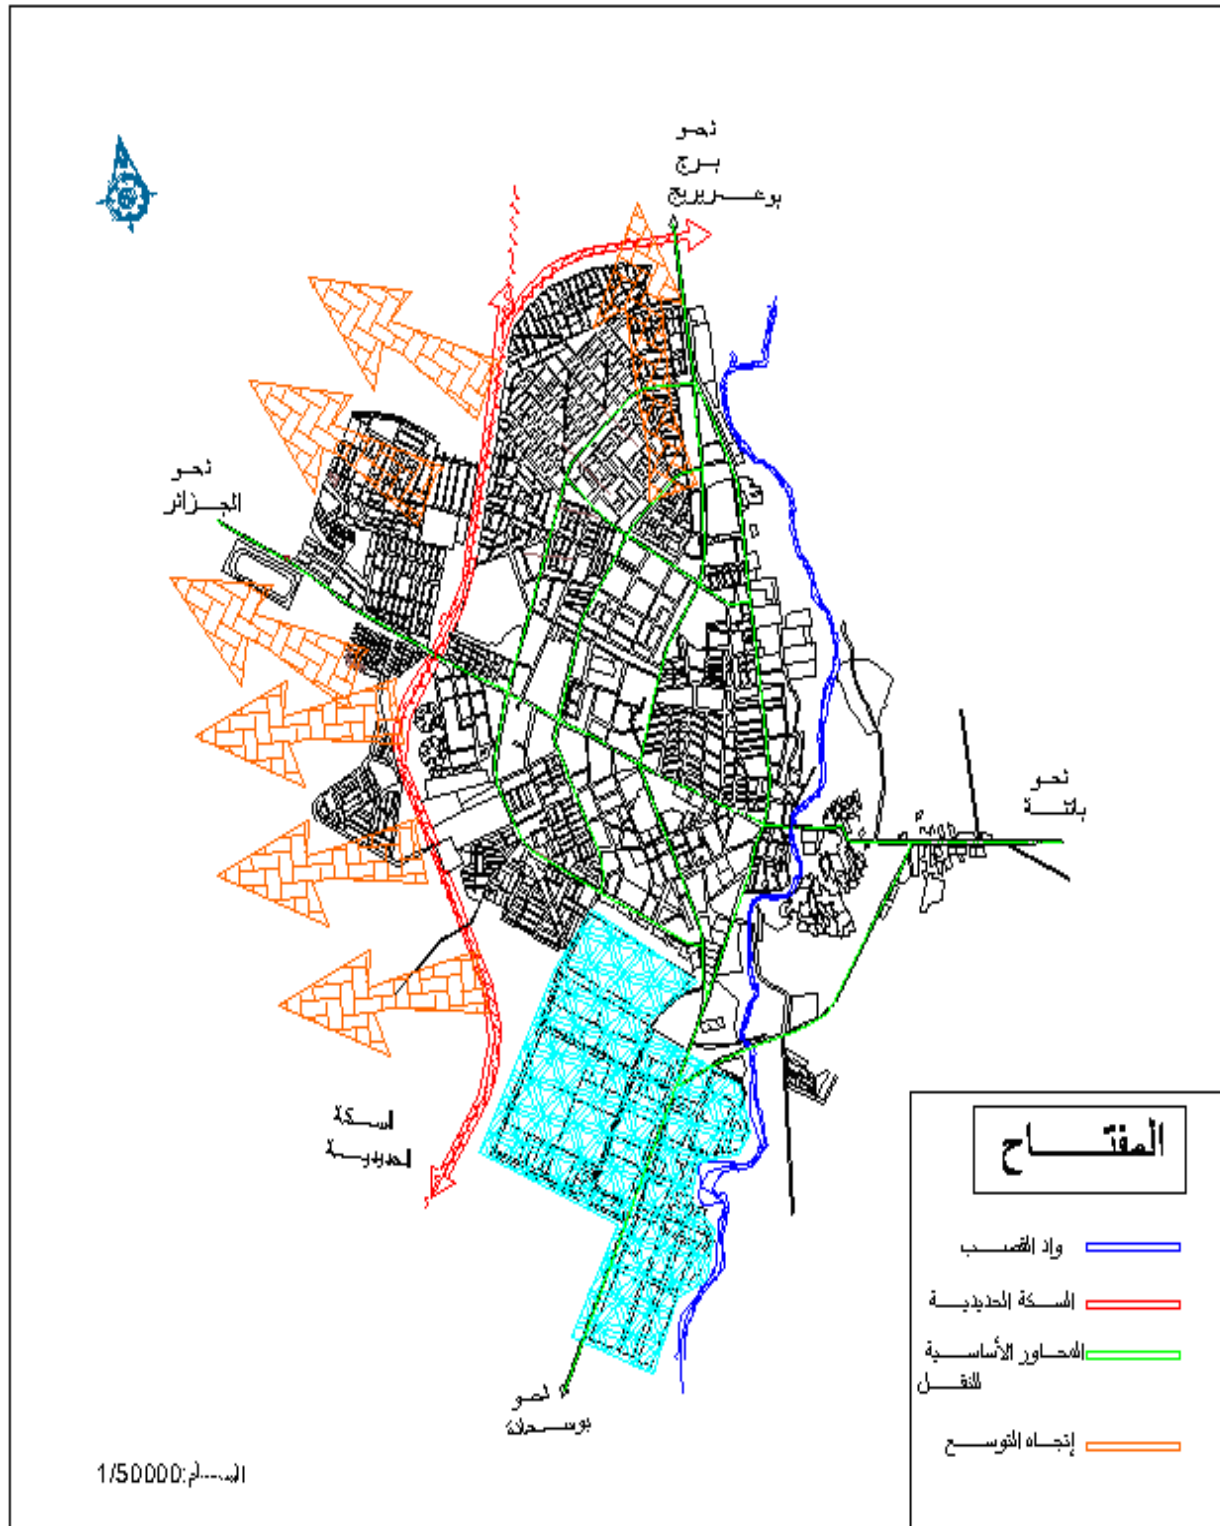 نحو
برج
بوعريريج
نحو
الجزائر
نحو
باتنة
السكة
الحديدية
نحو
بوسعادة
السلم:1/50000
المفتاح
واد القصب
السكة الحديدية
المحاور الأساسية
للنقل
إتجاه التوسع